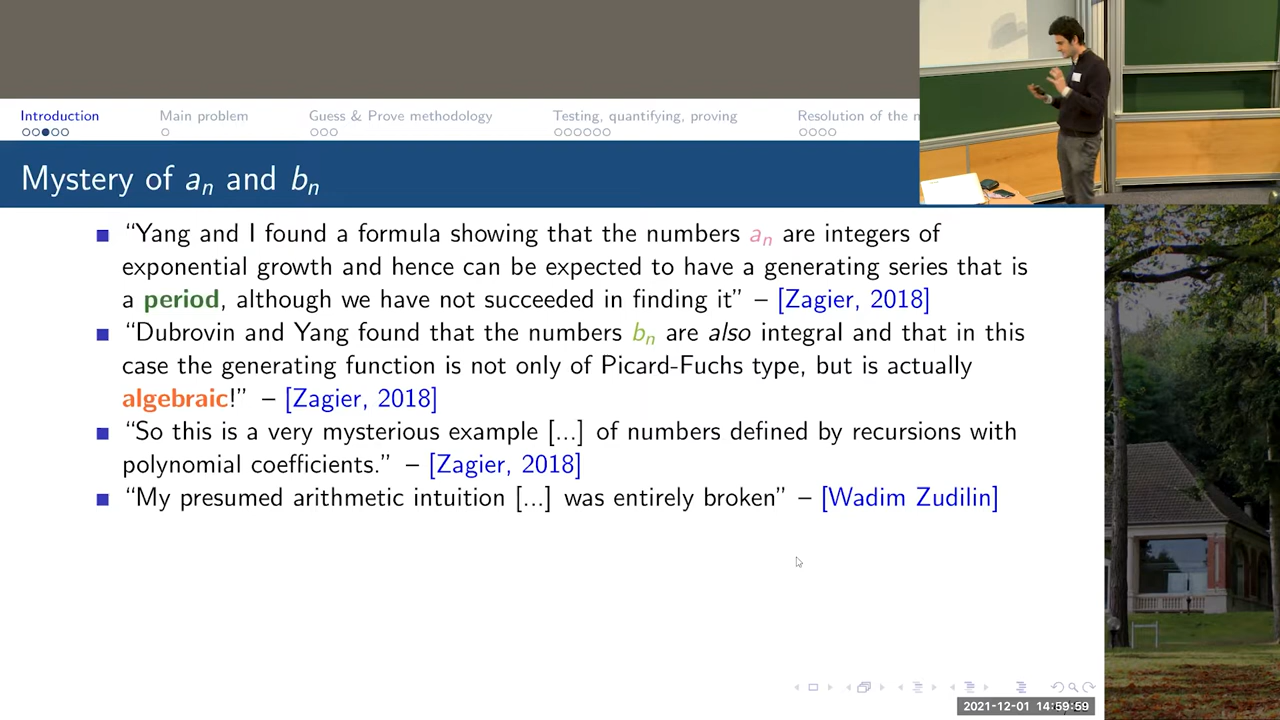 Introduction
Main problem
Guess & Prove methodology
Testing, quantifying, proving
Resolution of the
Mystery of aₙ and bₙ
“Yang and I found a formula showing that the numbers aₙ are integers of
exponential growth and hence can be expected to have a generating series that is
a period, although we have not succeeded in finding it” – [Zagier, 2018]
“Dubrovin and Yang found that the numbers bₙ are also integral and that in this
case the generating function is not only of Picard-Fuchs type, but is actually
algebraic!” – [Zagier, 2018]
“So this is a very mysterious example [...] of numbers defined by recursions with
polynomial coefficients.” – [Zagier, 2018]
“My presumed arithmetic intuition [...] was entirely broken” – [Wadim Zudilin]
2021-12-01 14:59:59